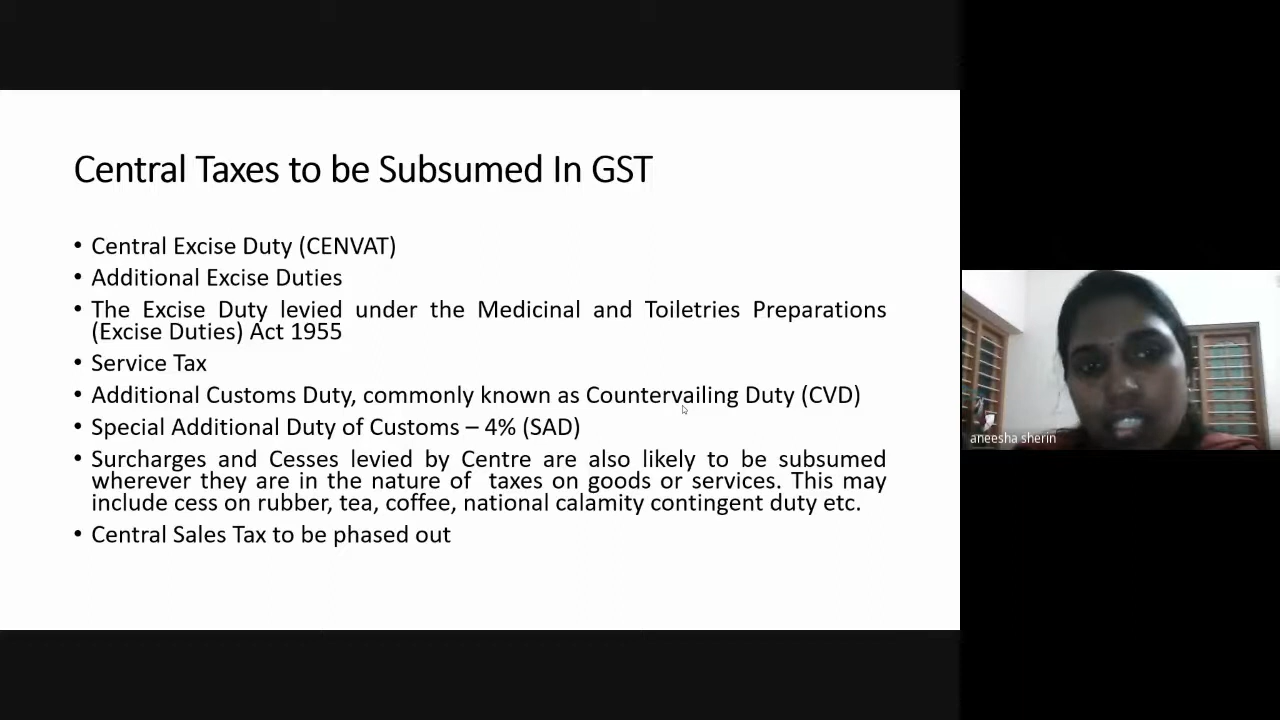 Central Taxes to be Subsumed In GST
• Central Excise Duty (CENVAT)
• Additional Excise Duties
• The Excise Duty levied under the Medicinal and Toiletries Preparations
(Excise Duties) Act 1955
• Service Tax
• Additional Customs Duty, commonly known as Countervailing Duty (CVD)
• Special Additional Duty of Customs – 4% (SAD)
• Surcharges and Cesses levied by Centre are also likely to be subsumed
wherever they are in the nature of taxes on goods or services. This may
include cess on rubber, tea, coffee, national calamity contingent duty etc.
• Central Sales Tax to be phased out
aneesha sherin